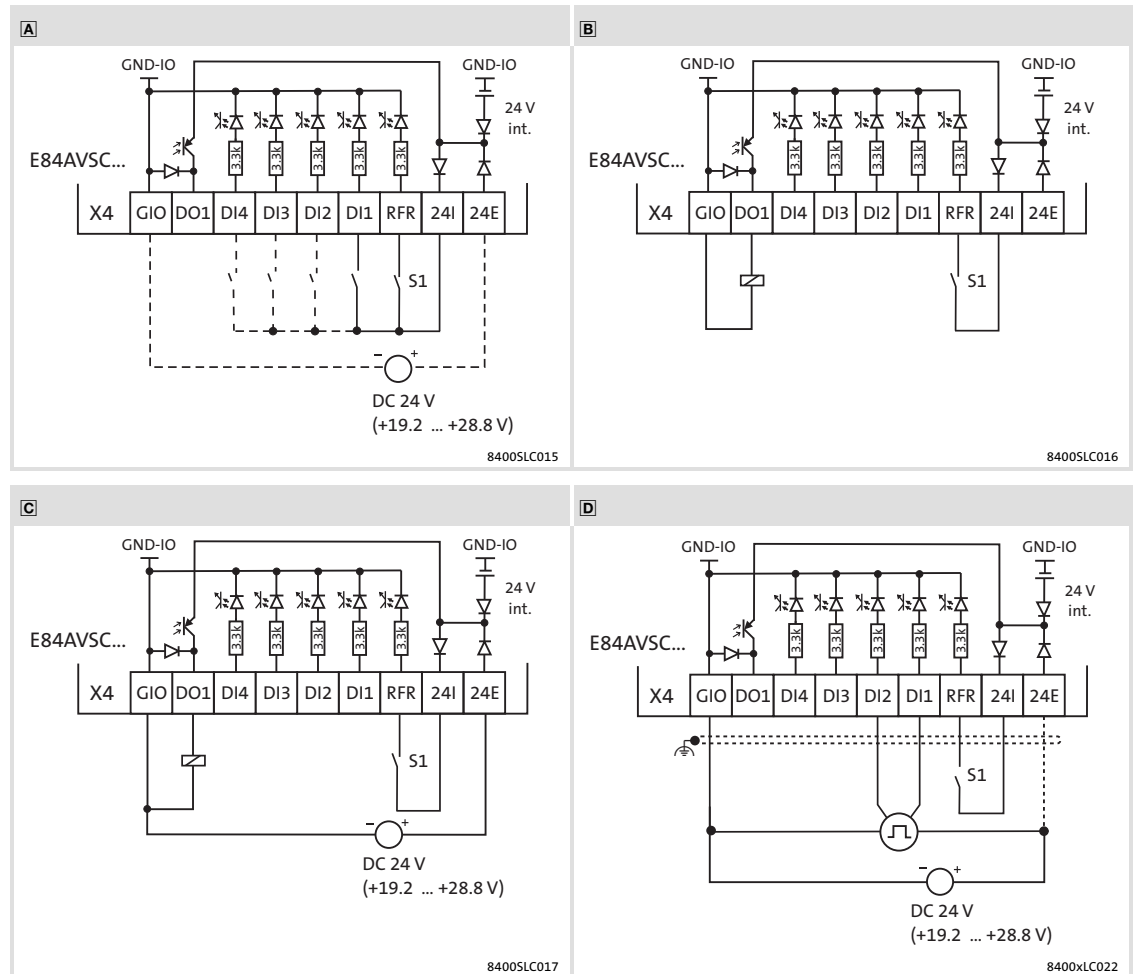 A
GND-IO
GND-IO
24 V
int.
E84AVSC...
3.3k 3.3k 3.3k 3.3k 3.3k
X4 GIO DO1 DI4 DI3 DI2 DI1 RFR 24I 24E
S1
− +
DC 24 V
(+19.2 ... +28.8 V)
8400SLC015
B
GND-IO
GND-IO
24 V
int.
E84AVSC...
3.3k 3.3k 3.3k 3.3k 3.3k
X4 GIO DO1 DI4 DI3 DI2 DI1 RFR 24I 24E
S1
8400SLC016
C
GND-IO
GND-IO
24 V
int.
E84AVSC...
3.3k 3.3k 3.3k 3.3k 3.3k
X4 GIO DO1 DI4 DI3 DI2 DI1 RFR 24I 24E
S1
− +
DC 24 V
(+19.2 ... +28.8 V)
8400SLC017
D
GND-IO
GND-IO
24 V
int.
E84AVSC...
3.3k 3.3k 3.3k 3.3k 3.3k
X4 GIO DO1 DI4 DI3 DI2 DI1 RFR 24I 24E
S1
− +
DC 24 V
(+19.2 ... +28.8 V)
8400xLC022